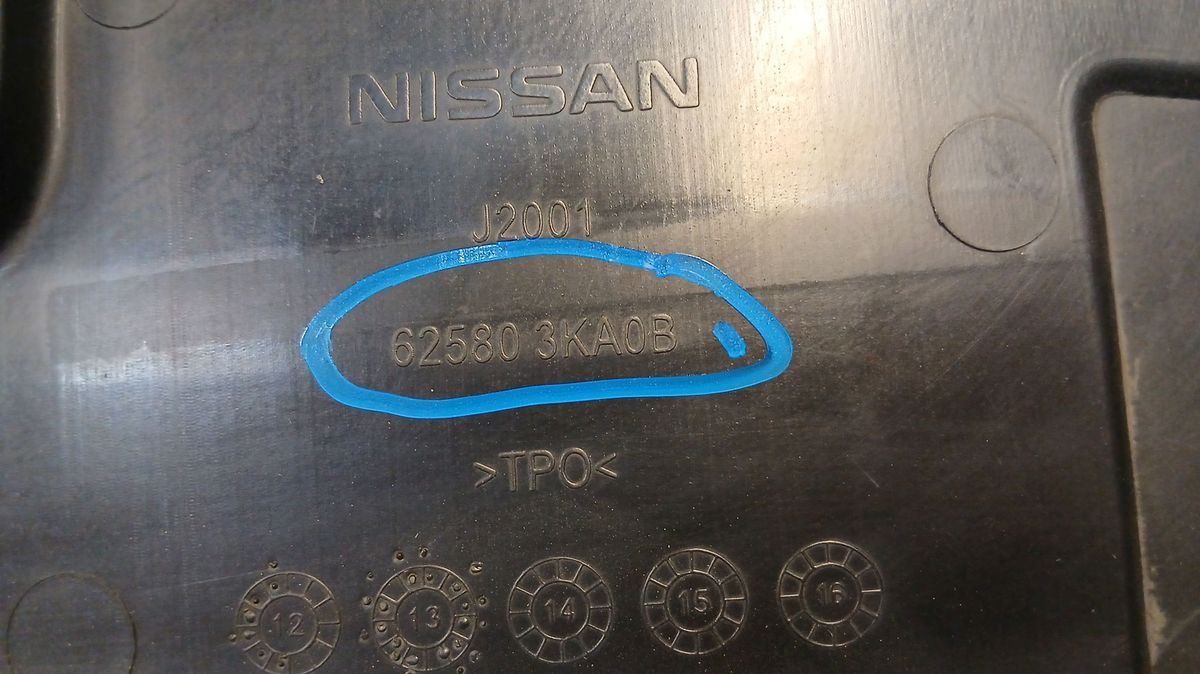 NISSAN
J2001
62580 3KA0B
>TPO<
12 13 14 15 16